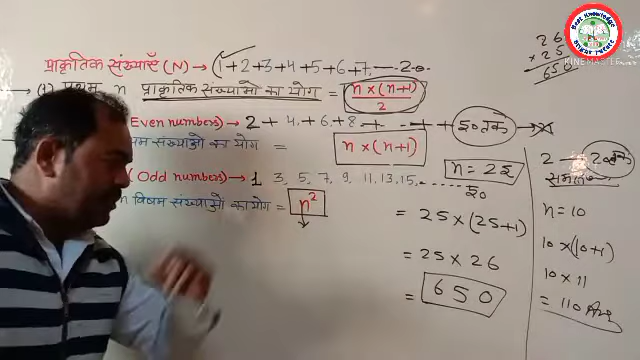 प्राकृतिक संख्याएँ (N) → (1+2+3+4+5+6+7, ---- 20
(1) प्रथम n प्राकृतिक संख्याओं का योग = n×(n+1)/2
Even numbers) → 2 + 4, +, 6, +8 + + ... + + 50 तक
संख्याओ का योग = n×(n+1)
(Odd numbers) → 1 3, 5, 7, 9, 11, 13, 15, ......
50
n विषम संख्याओ का योग = n²
n = 25
= 25×(25+1)
= 25×26
= 650
26
×25
650
2 — 20 तक
n=10
10×(10+1)
10×11
= 110 Ans
KINEMASTER